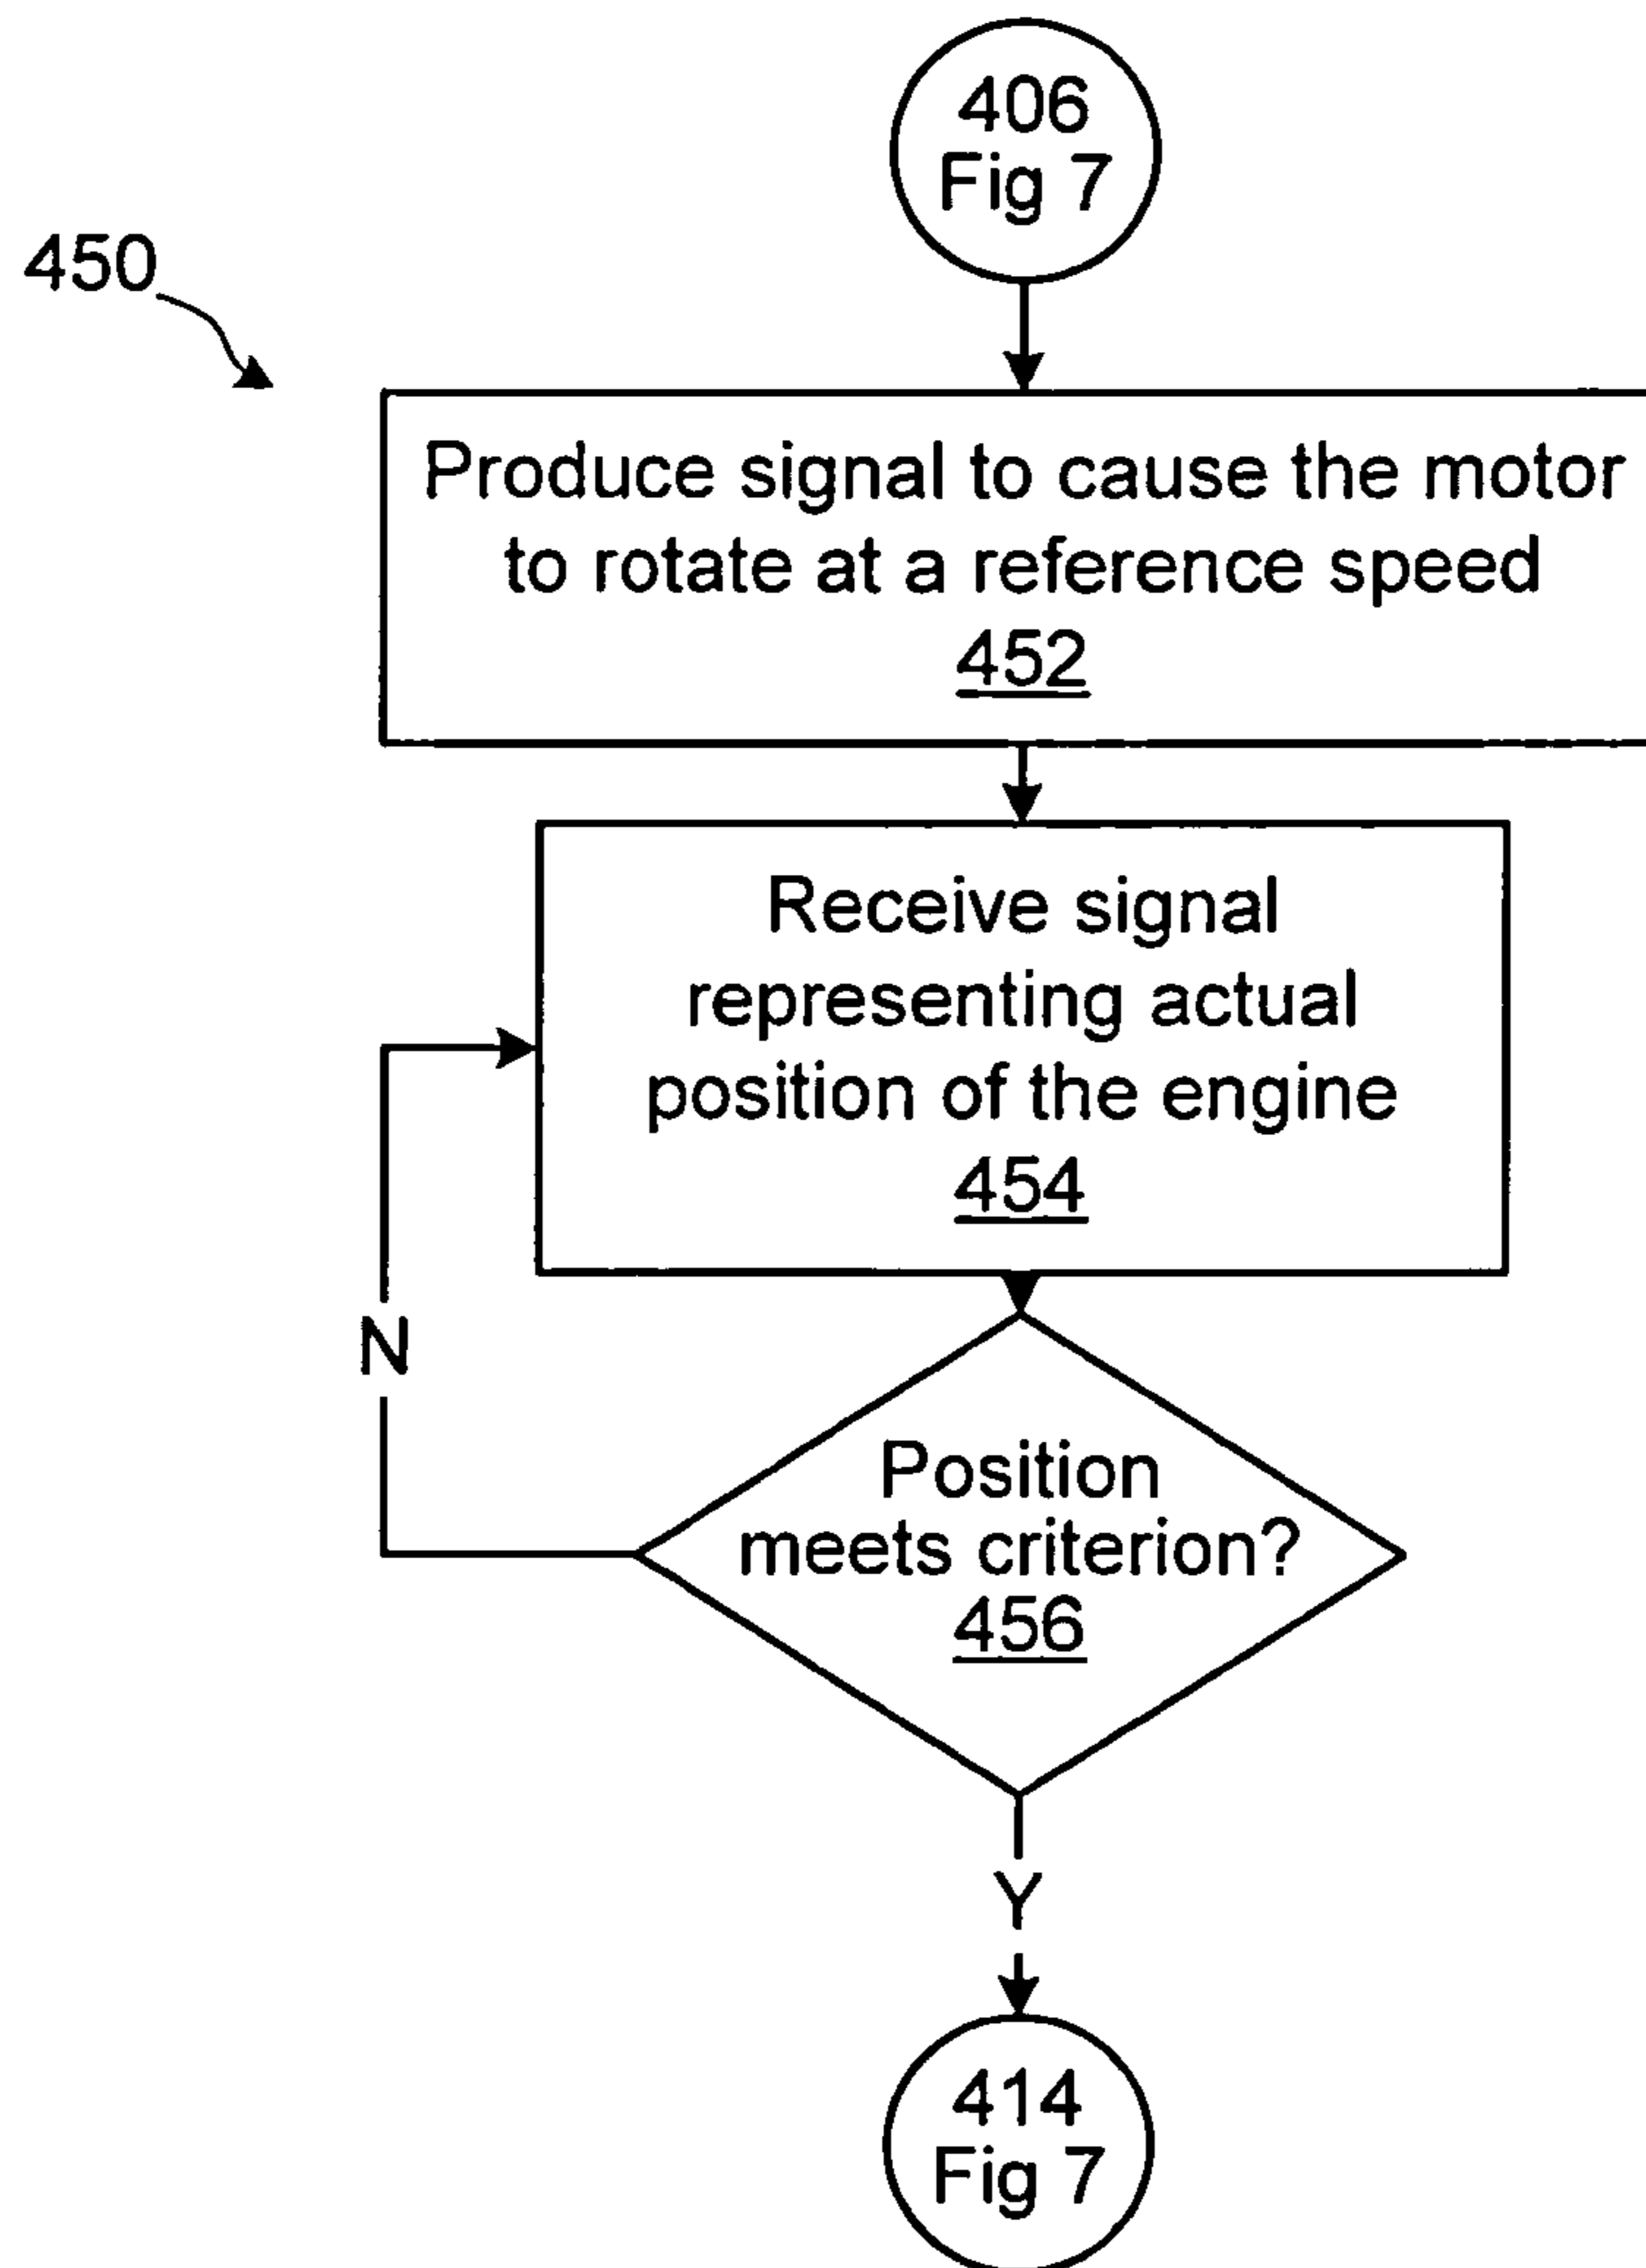 406
Fig 7
450
Produce signal to cause the motor
to rotate at a reference speed
452
Receive signal
representing actual
position of the engine
454
N
Position
meets criterion?
456
Y
414
Fig 7